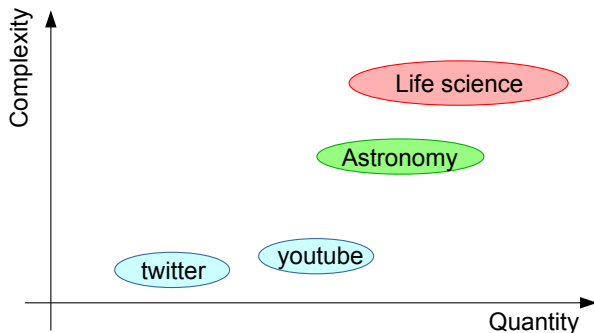 Complexity
Life science
Astronomy
youtube
twitter
Quantity